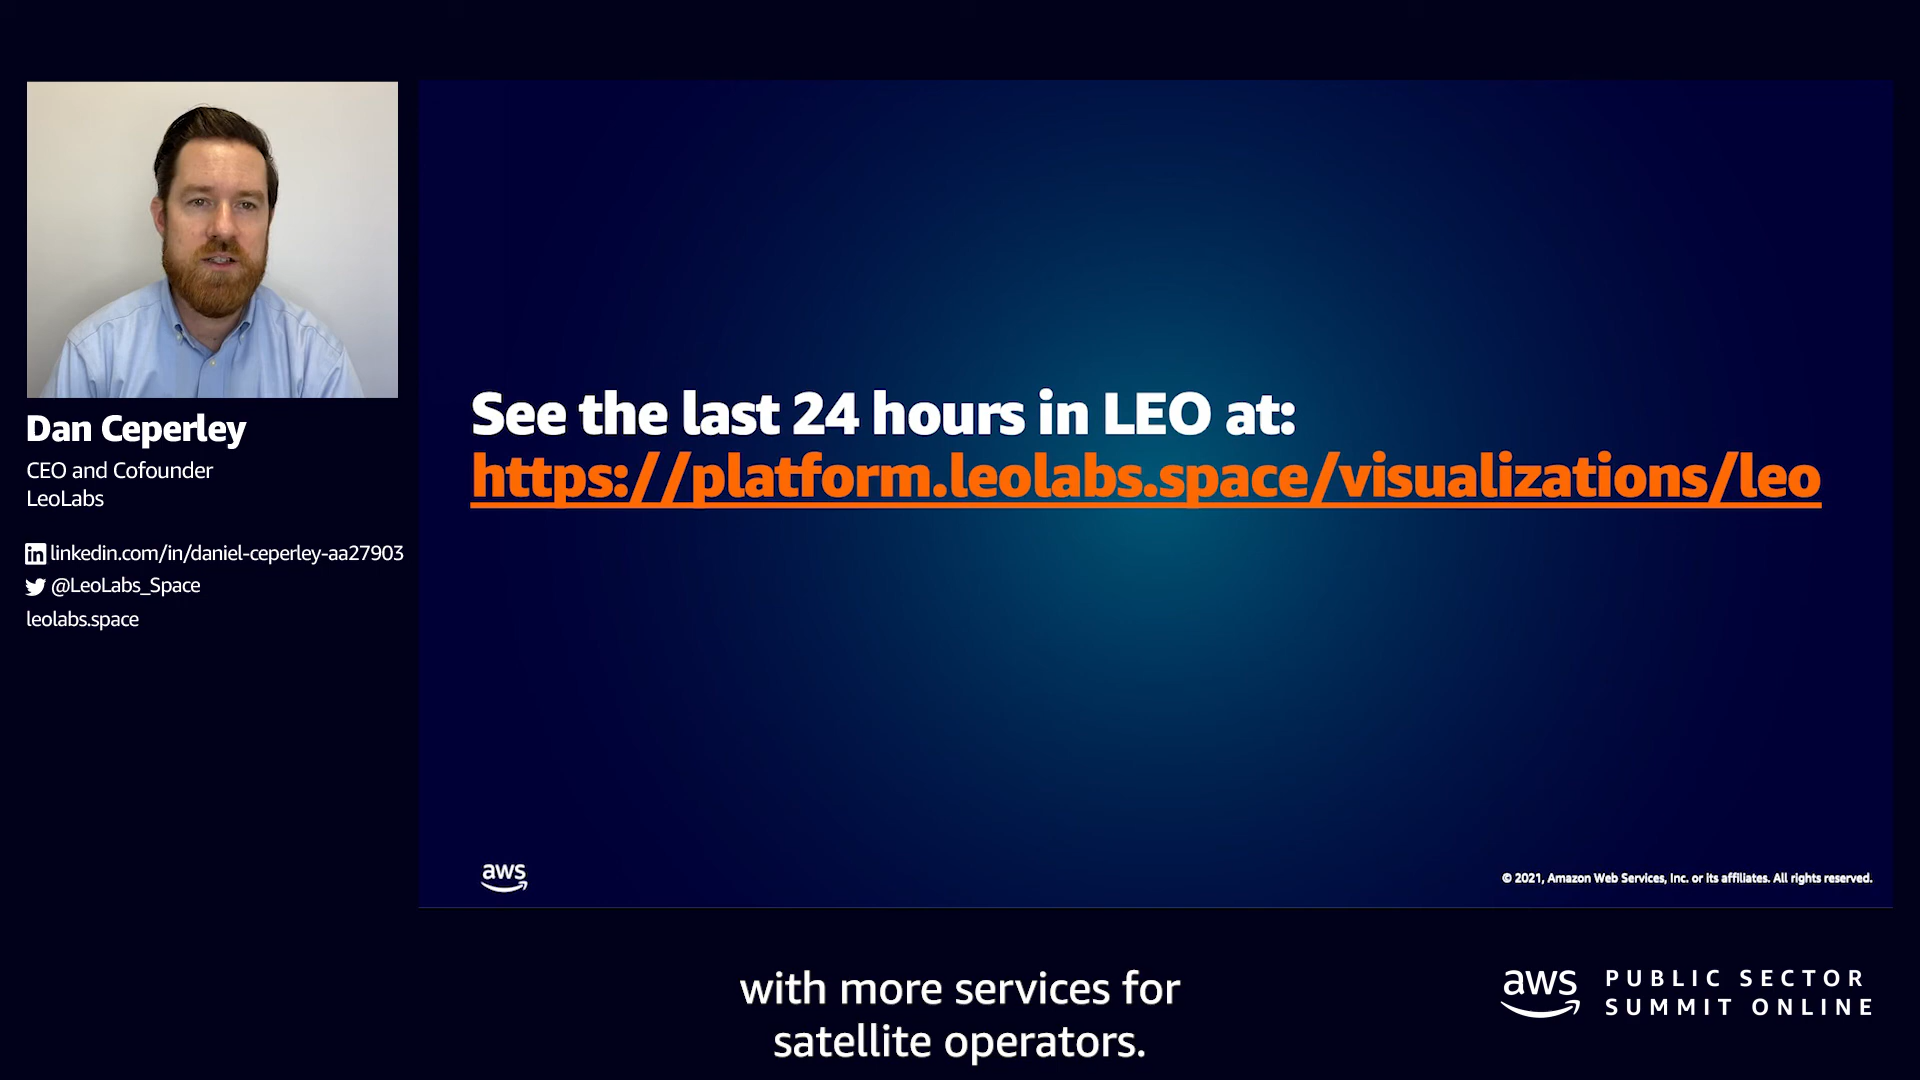 Dan Ceperley
CEO and Cofounder
LeoLabs
in linkedin.com/in/daniel-ceperley-aa27903
@LeoLabs_Space
leolabs.space
See the last 24 hours in LEO at:
https://platform.leolabs.space/visualizations/leo
aws
© 2021, Amazon Web Services, Inc. or its affiliates. All rights reserved.
with more services for
satellite operators.
aws
PUBLIC SECTOR
SUMMIT ONLINE